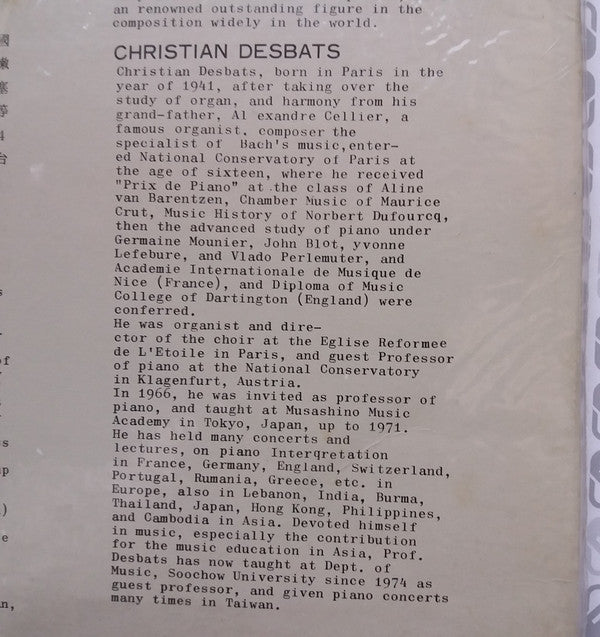 an renowned outstanding figure in the
composition widely in the world.
CHRISTIAN DESBATS
Christian Desbats, born in Paris in the
year of 1941, after taking over the
study of organ, and harmony from his
grand-father, Al exandre Cellier, a
famous organist, composer the
specialist of Bach's music,enter-
ed National Conservatory of Paris at
the age of sixteen, where he received
"Prix de Piano" at the class of Aline
van Barentzen, Chamber Music of Maurice
Crut, Music History of Norbert Dufourcq,
then the advanced study of piano under
Germaine Mounier, John Blot, yvonne
Lefebure, and Vlado Perlemuter, and
Academie Internationale de Musique de
Nice (France), and Diploma of Music
College of Dartington (England) were
conferred.
He was organist and dire-
ctor of the choir at the Eglise Reformee
de L'Etoile in Paris, and guest Professor
of piano at the National Conservatory
in Klagenfurt, Austria.
In 1966, he was invited as professor of
piano, and taught at Musashino Music
Academy in Tokyo, Japan, up to 1971.
He has held many concerts and
lectures, on piano Interqretation
in France, Germany, England, Switzerland,
Portugal, Rumania, Greece, etc. in
Europe, also in Lebanon, India, Burma,
Thailand, Japan, Hong Kong, Philippines,
and Cambodia in Asia. Devoted himself
in music, especially the contribution
for the music education in Asia, Prof.
Desbats has now taught at Dept. of
Music, Soochow University since 1974 as
guest professor, and given piano concerts
many times in Taiwan.